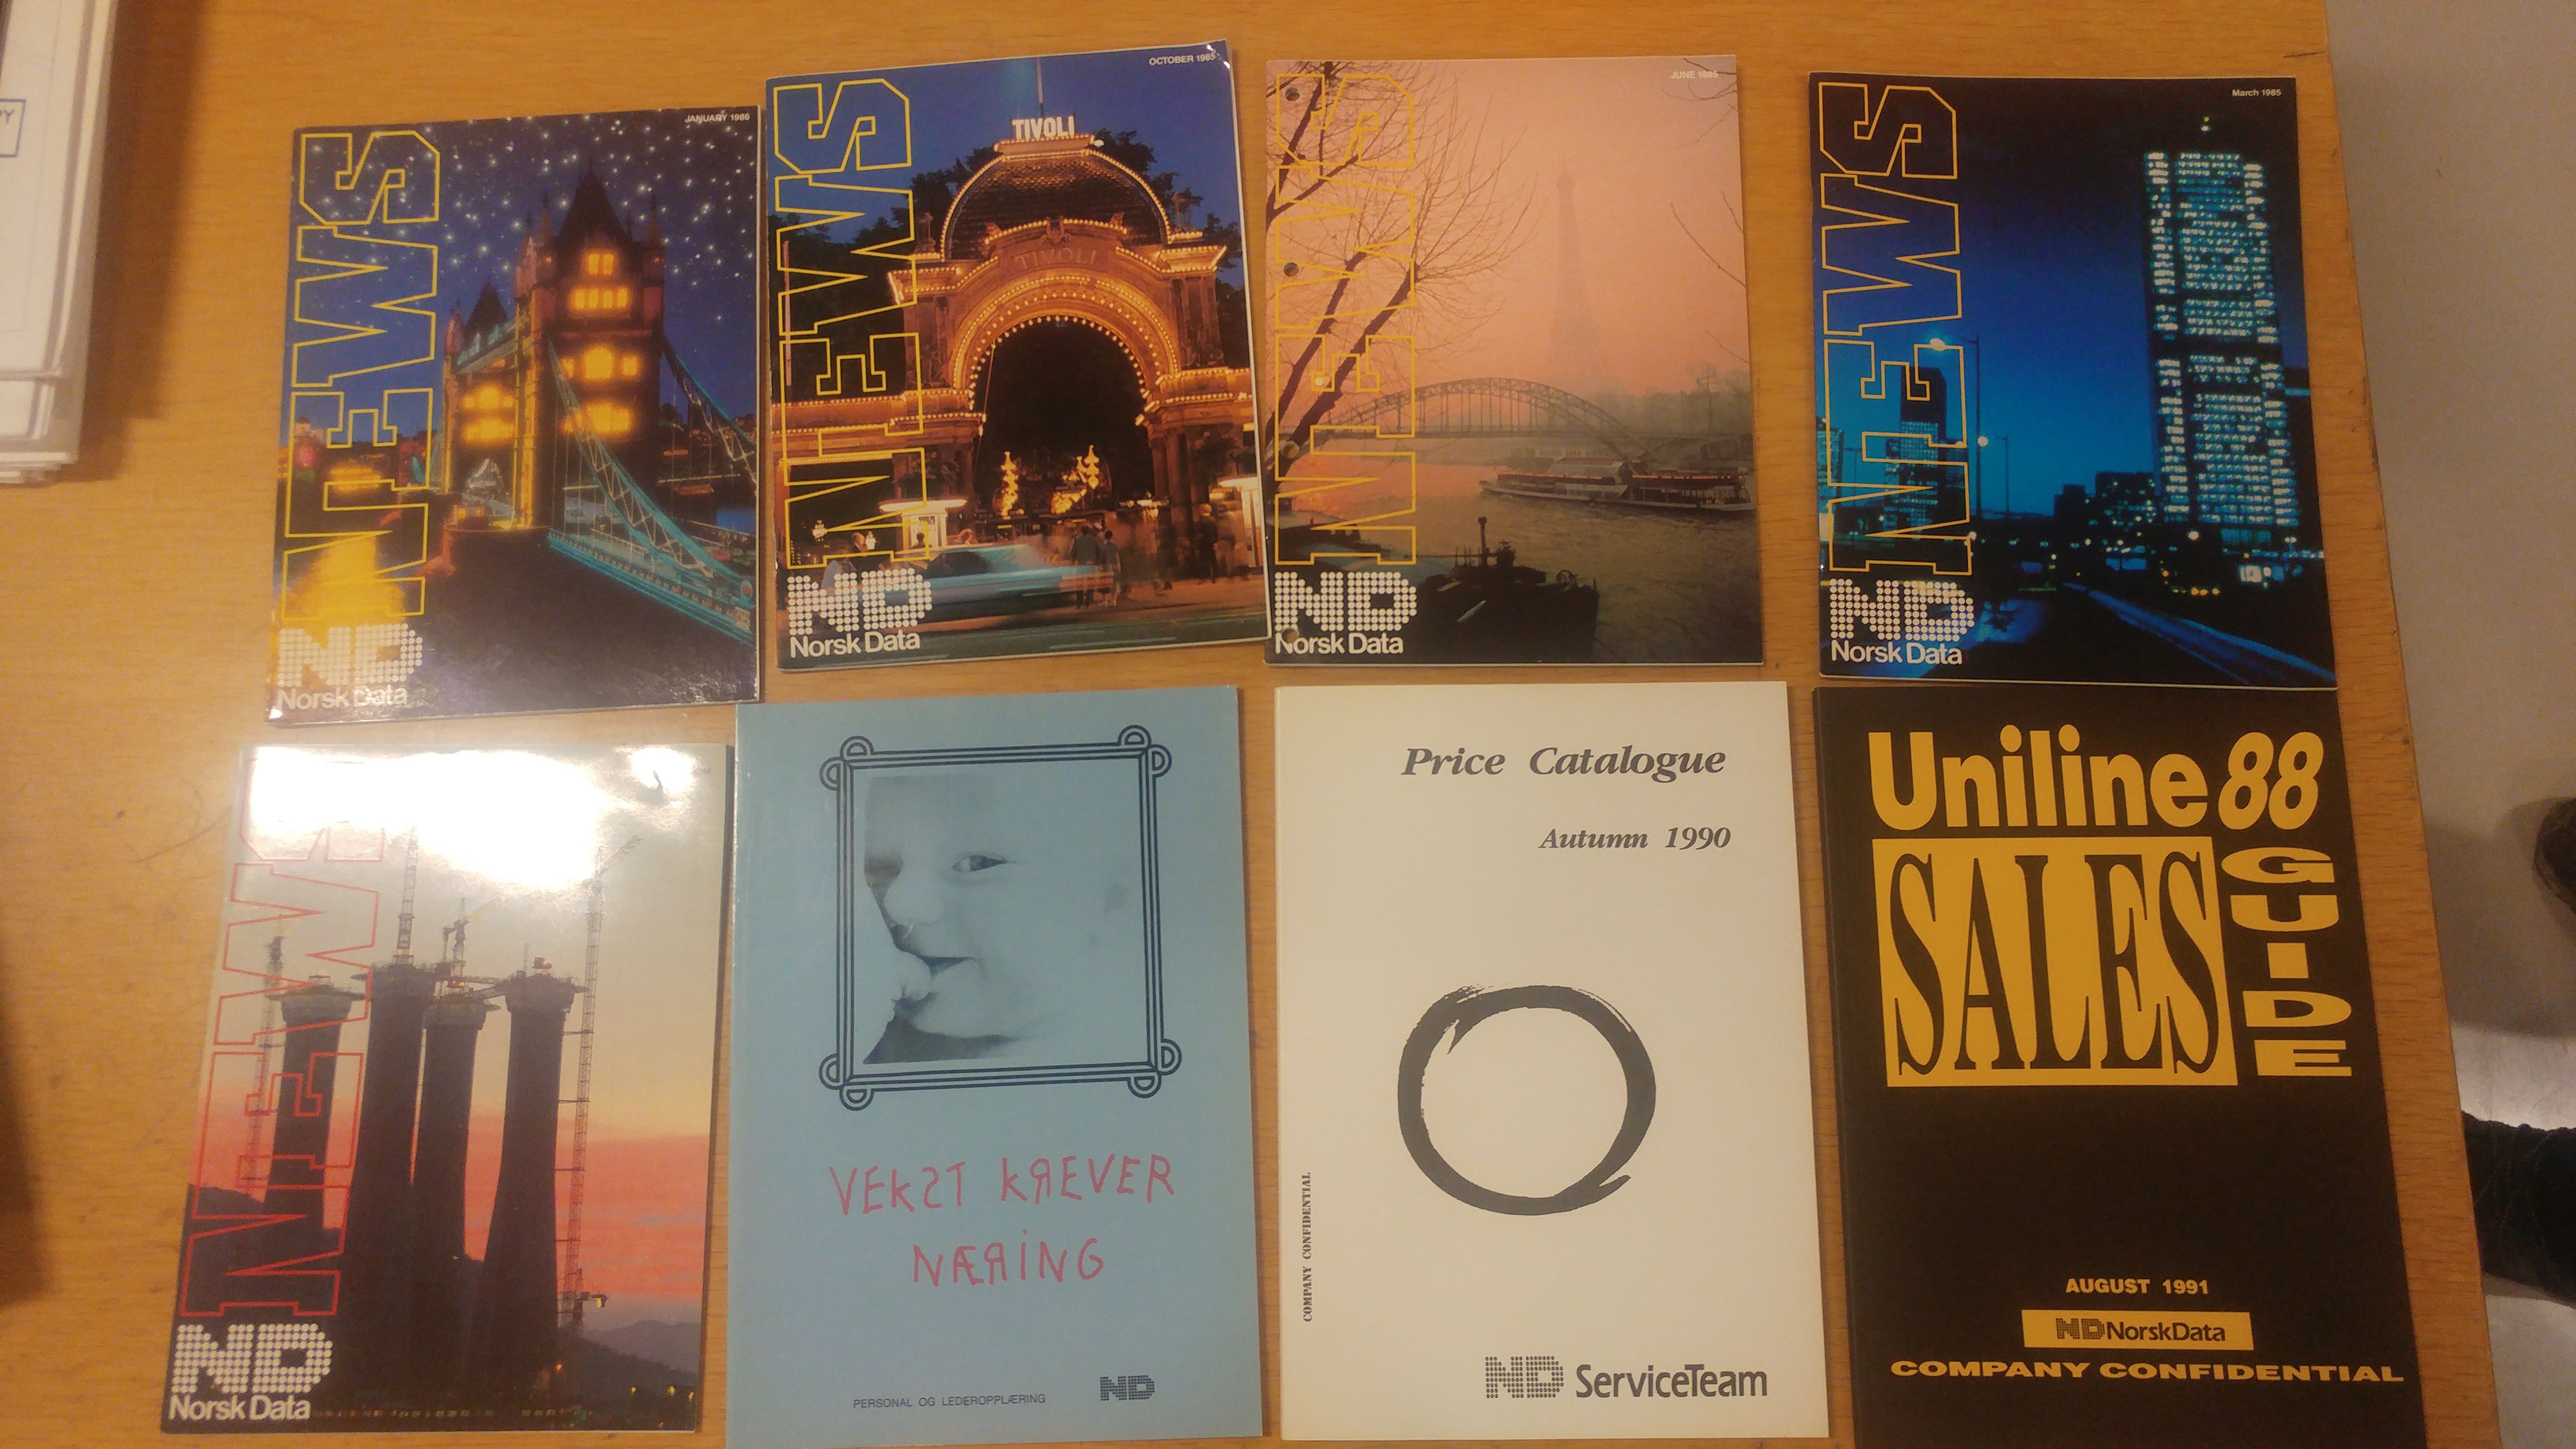 JANUARY 1986
NEWS
ND
Norsk Data
OCTOBER 1985
NEWS
TIVOLI
TIVOLI
ND
Norsk Data
JUNE 1985
NEWS
ND
Norsk Data
March 1985
NEWS
ND
Norsk Data
NEWS
ND
Norsk Data
VEKST KREVER
NÆRING
PERSONAL OG LEDEROPPLÆRING
ND
Price Catalogue
Autumn 1990
COMPANY CONFIDENTIAL
ND ServiceTeam
Uniline 88
SALES
GUIDE
AUGUST 1991
ND NorskData
COMPANY CONFIDENTIAL